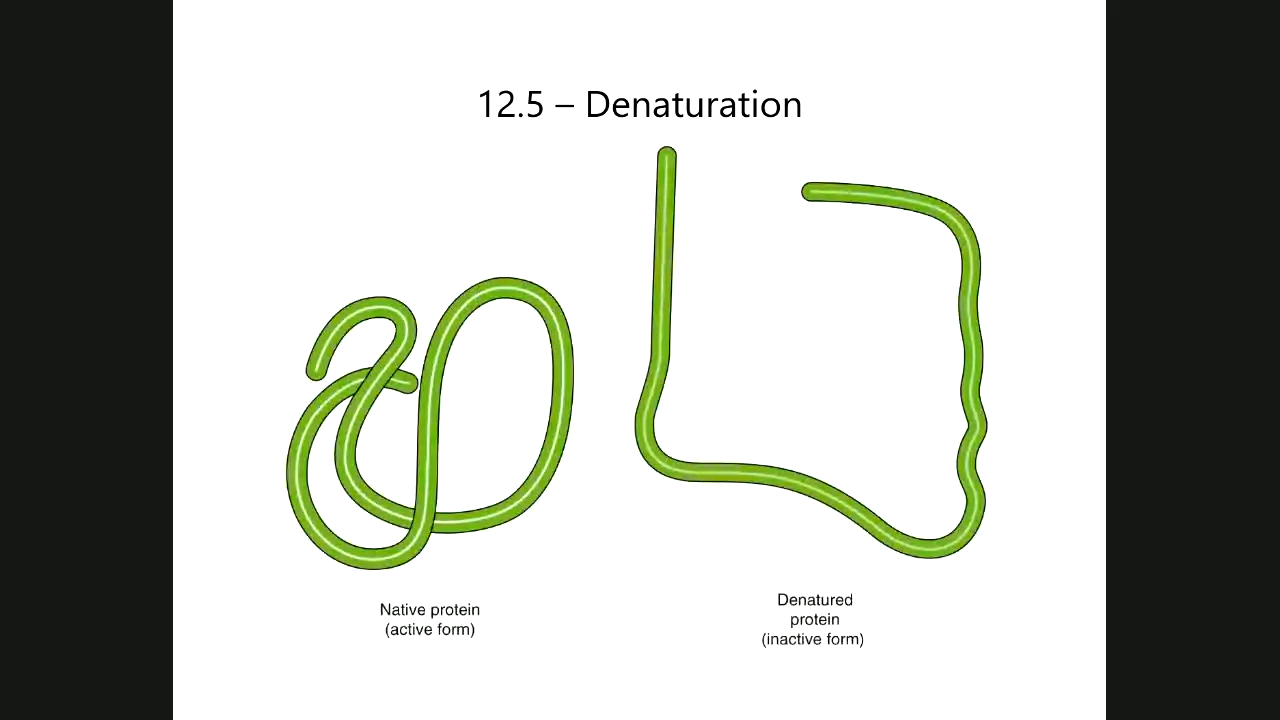 12.5 – Denaturation
Native protein
(active form)
Denatured
protein
(inactive form)